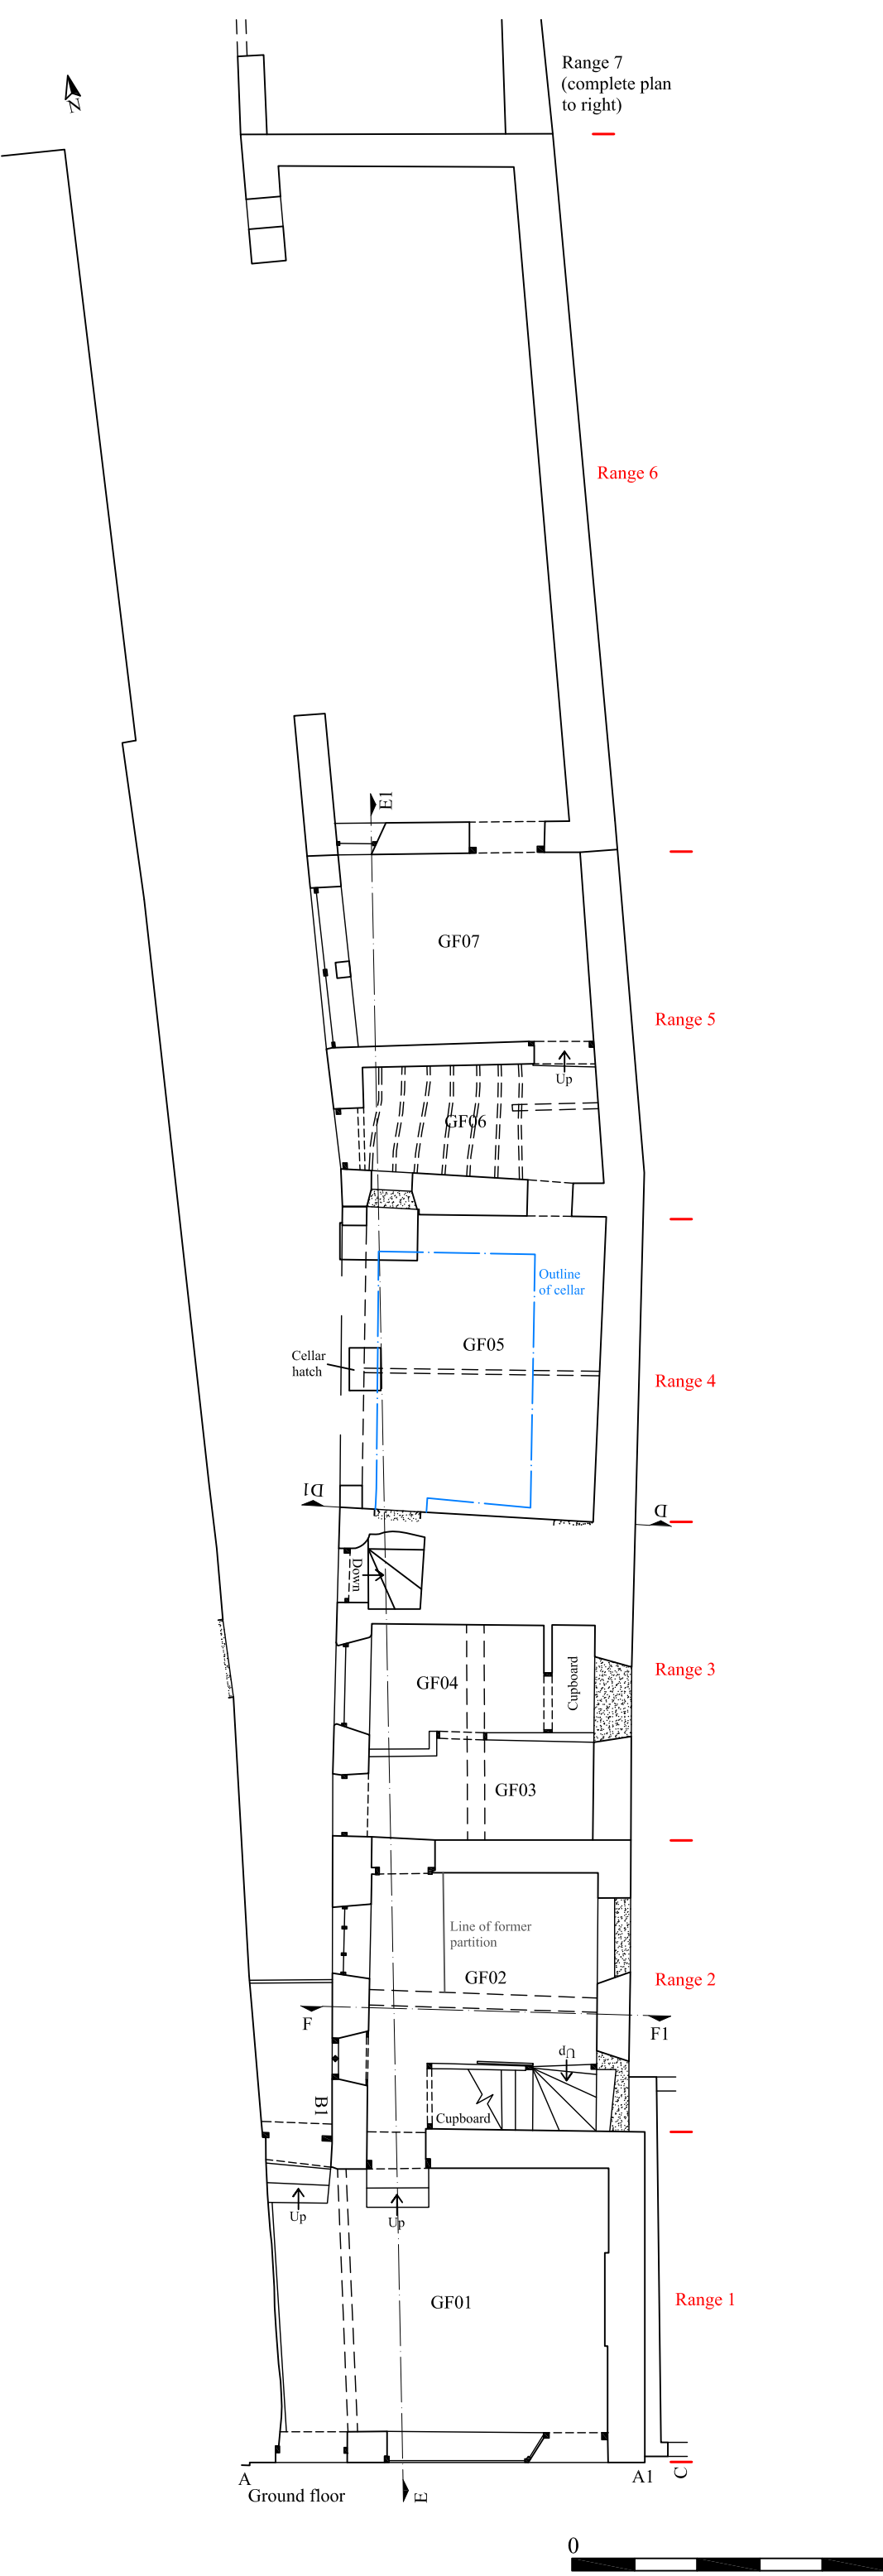 Range 7
(complete plan
to right)
N
Range 6
E1
GF07
Range 5
Up
GF06
Outline
of cellar
GF05
Cellar
hatch
Range 4
D1
D
Down
GF04
Cupboard
Range 3
GF03
Line of former
partition
GF02
Range 2
F
F1
Up
B1
Cupboard
Up
Up
GF01
Range 1
A
A1
C
Ground floor
E
0